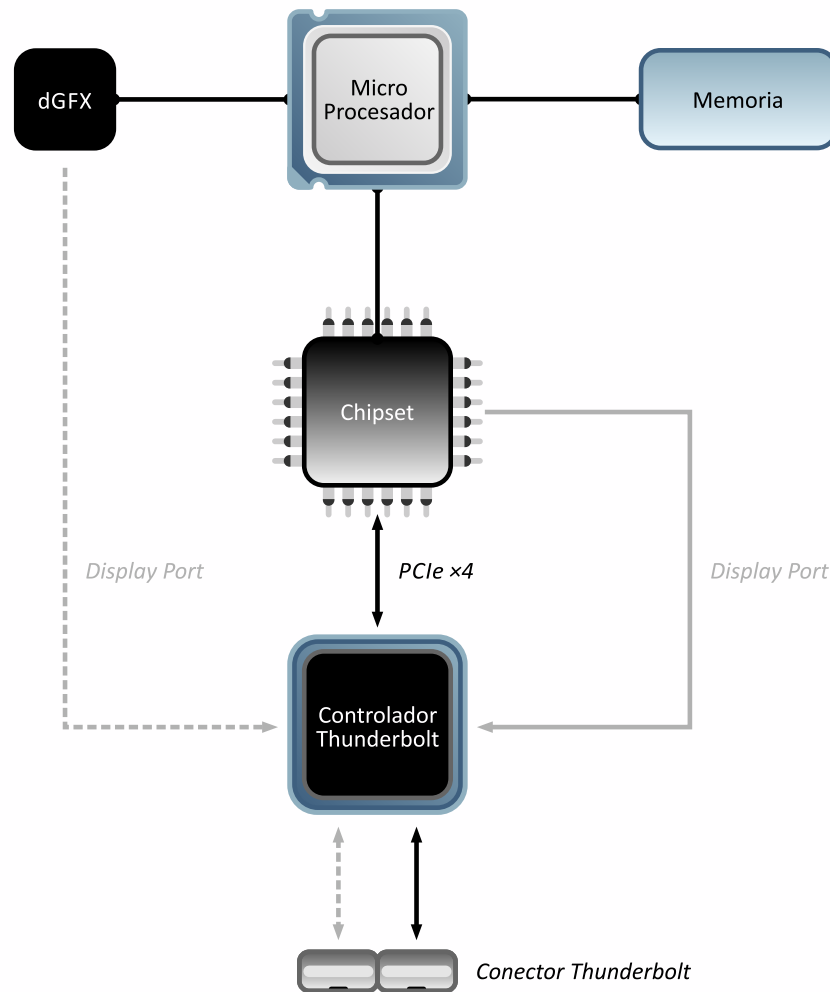 dGFX
Micro
Procesador
Memoria
Chipset
Display Port
PCIe ×4
Display Port
Controlador
Thunderbolt
Conector Thunderbolt